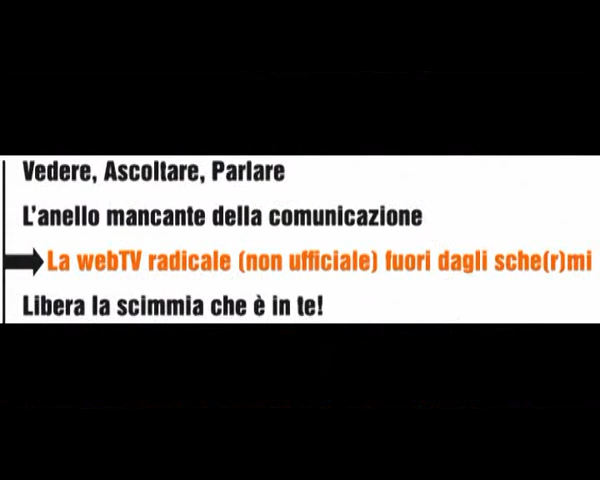 Vedere, Ascoltare, Parlare
L'anello mancante della comunicazione
La webTV radicale (non ufficiale) fuori dagli sche(r)mi
Libera la scimmia che è in te!